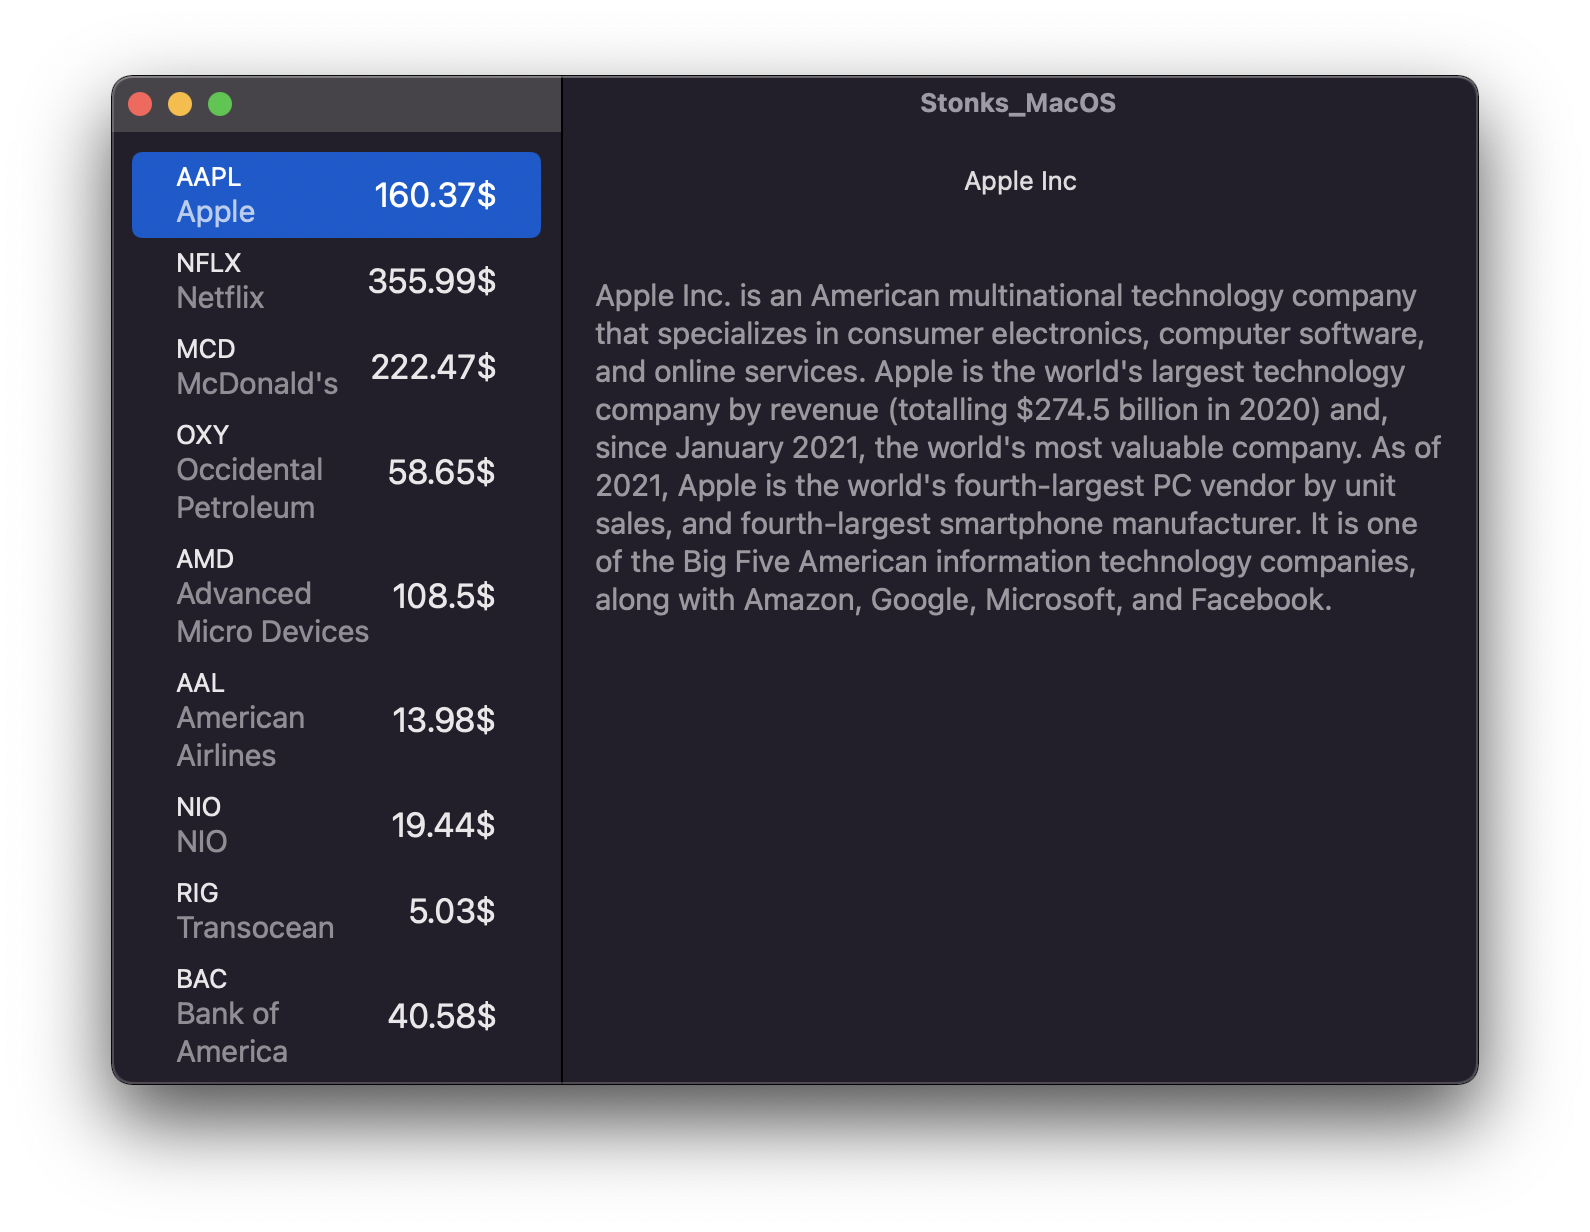 Stonks_MacOS
AAPL
Apple
160.37$
NFLX
Netflix
355.99$
MCD
McDonald's
222.47$
OXY
Occidental
Petroleum
58.65$
AMD
Advanced
Micro Devices
108.5$
AAL
American
Airlines
13.98$
NIO
NIO
19.44$
RIG
Transocean
5.03$
BAC
Bank of
America
40.58$
Apple Inc
Apple Inc. is an American multinational technology company
that specializes in consumer electronics, computer software,
and online services. Apple is the world's largest technology
company by revenue (totalling $274.5 billion in 2020) and,
since January 2021, the world's most valuable company. As of
2021, Apple is the world's fourth-largest PC vendor by unit
sales, and fourth-largest smartphone manufacturer. It is one
of the Big Five American information technology companies,
along with Amazon, Google, Microsoft, and Facebook.